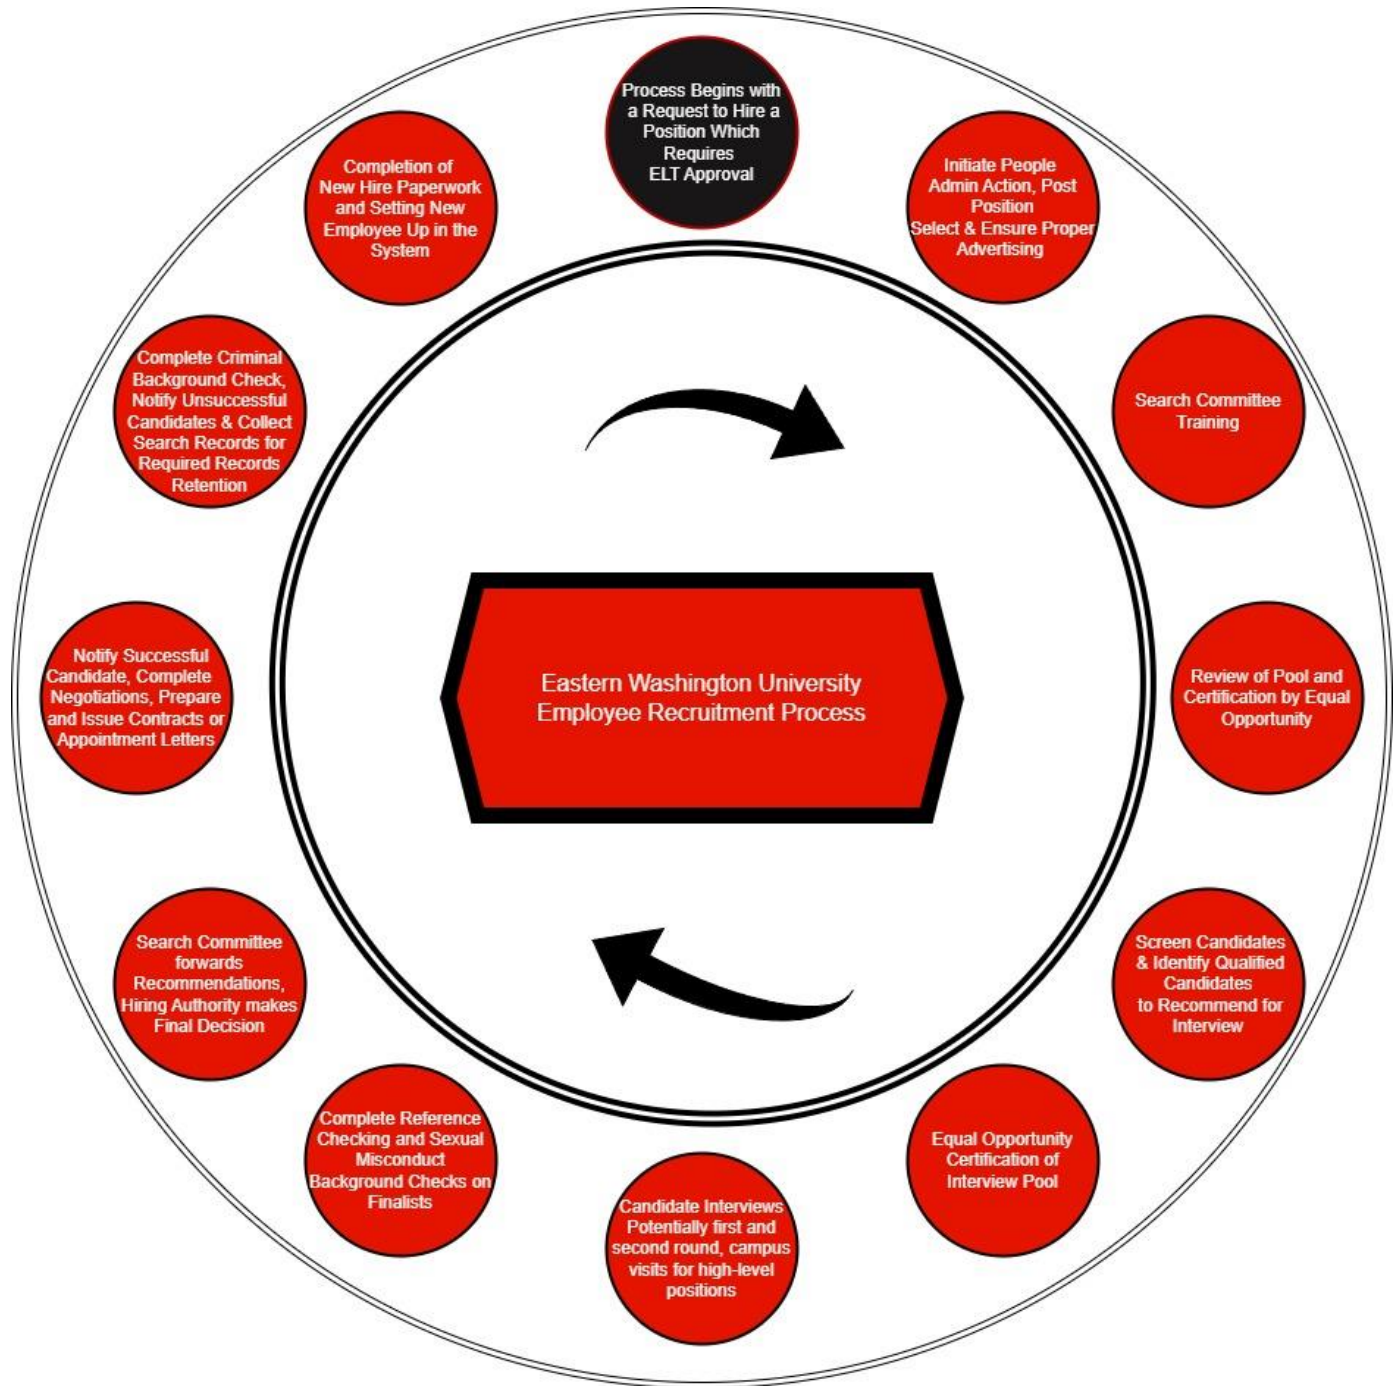 Process Begins with
a Request to Hire a
Position Which
Requires
ELT Approval
Initiate People
Admin Action, Post
Position
Select & Ensure Proper
Advertising
Search Committee
Training
Review of Pool and
Certification by Equal
Opportunity
Screen Candidates
& Identify Qualified
Candidates
to Recommend for
Interview
Equal Opportunity
Certification of
Interview Pool
Candidate Interviews
Potentially first and
second round, campus
visits for high-level
positions
Complete Reference
Checking and Sexual
Misconduct
Background Checks on
Finalists
Search Committee
forwards
Recommendations,
Hiring Authority makes
Final Decision
Notify Successful
Candidate, Complete
Negotiations, Prepare
and Issue Contracts or
Appointment Letters
Complete Criminal
Background Check,
Notify Unsuccessful
Candidates & Collect
Search Records for
Required Records
Retention
Completion of
New Hire Paperwork
and Setting New
Employee Up in the
System
Eastern Washington University
Employee Recruitment Process